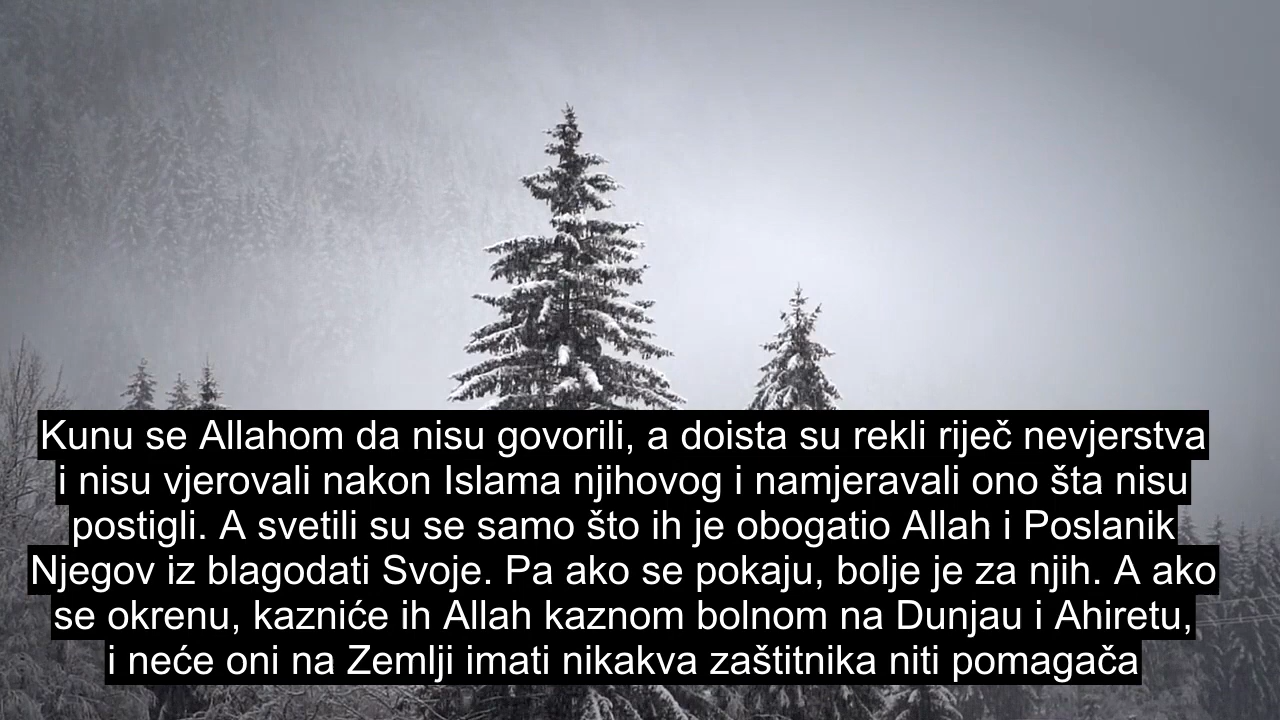 Kunu se Allahom da nisu govorili, a doista su rekli riječ nevjerstva
i nisu vjerovali nakon Islama njihovog i namjeravali ono šta nisu
postigli. A svetili su se samo što ih je obogatio Allah i Poslanik
Njegov iz blagodati Svoje. Pa ako se pokaju, bolje je za njih. A ako
se okrenu, kazniće ih Allah kaznom bolnom na Dunjau i Ahiretu,
i neće oni na Zemlji imati nikakva zaštitnika niti pomagača